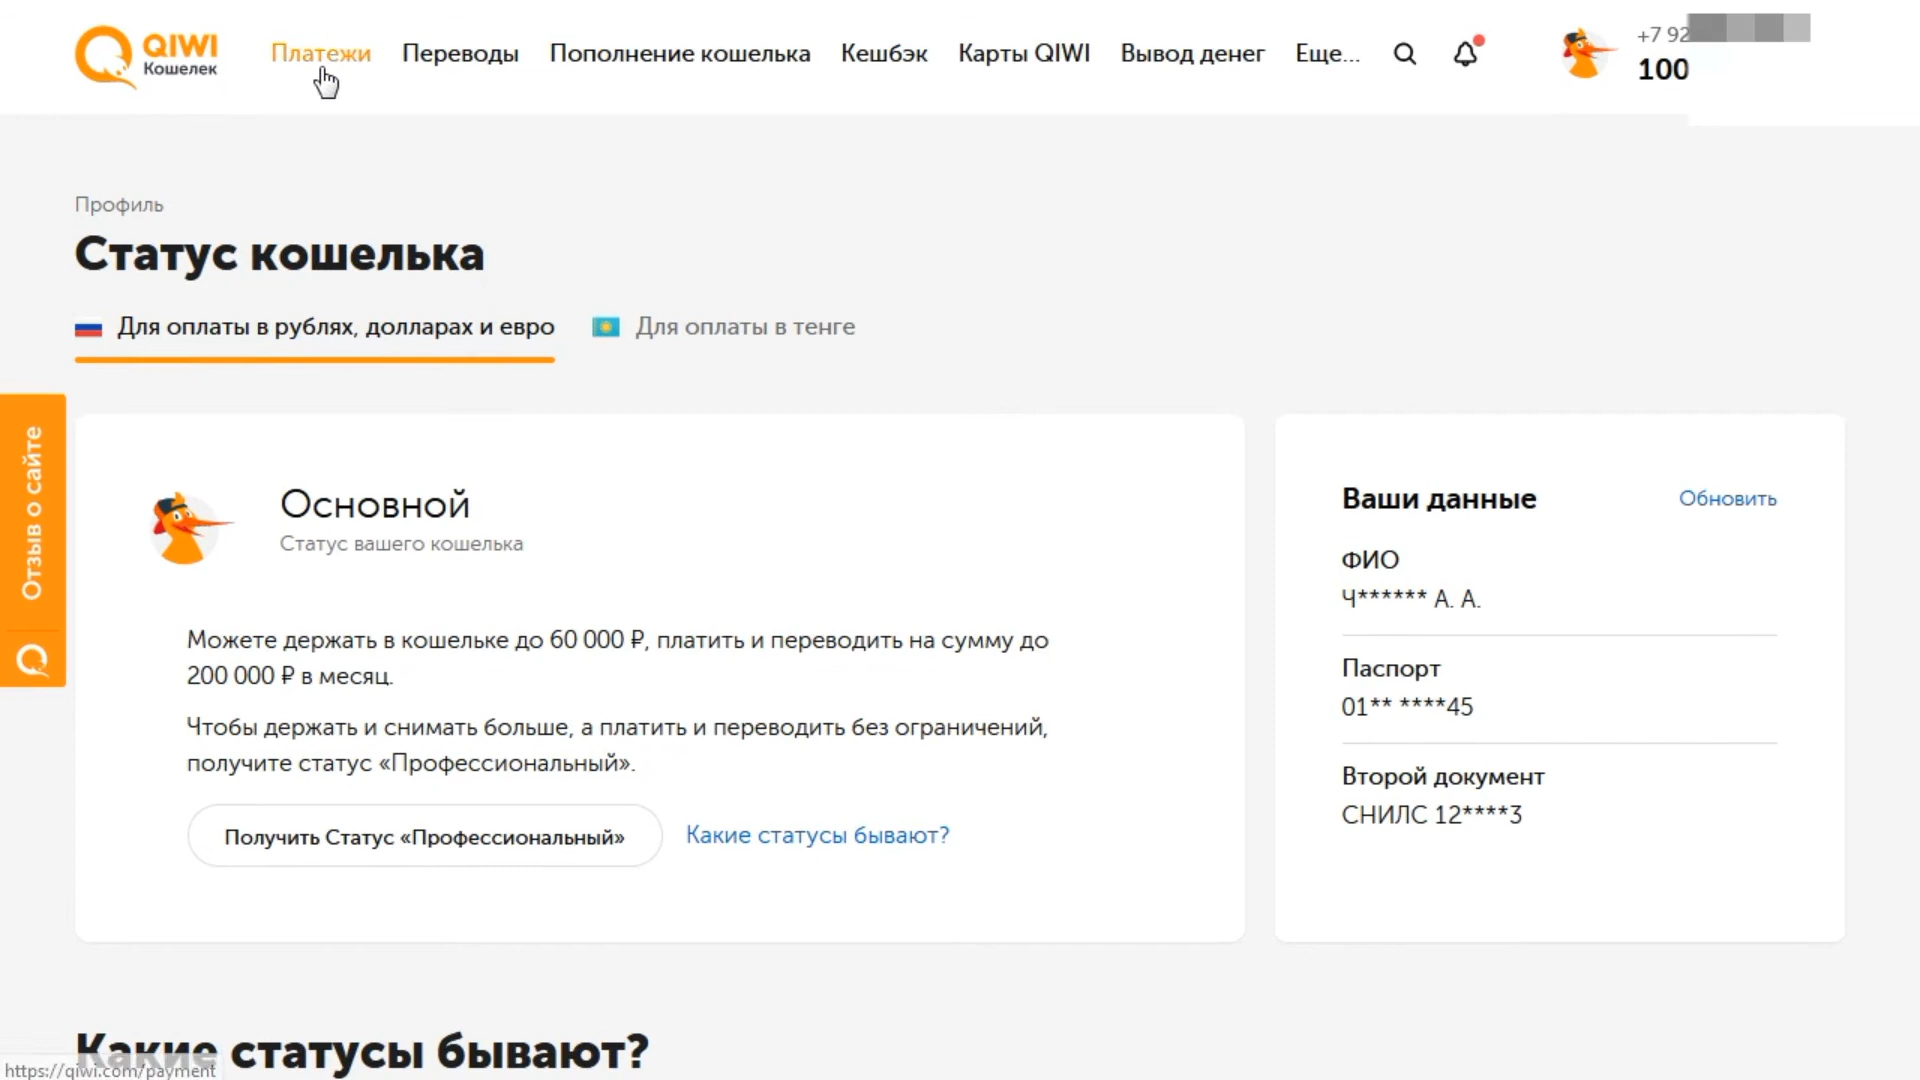 QIWI
Кошелек
Платежи Переводы Пополнение кошелька Кешбэк Карты QIWI Вывод денег Еще...
+7 92
100
Профиль
Статус кошелька
Для оплаты в рублях, долларах и евро Для оплаты в тенге
Отзыв о сайте
Основной
Статус вашего кошелька
Можете держать в кошельке до 60 000 ₽, платить и переводить на сумму до
200 000 ₽ в месяц.
Чтобы держать и снимать больше, а платить и переводить без ограничений,
получите статус «Профессиональный».
Получить Статус «Профессиональный» Какие статусы бывают?
Ваши данные Обновить
ФИО
Ч****** А. А.
Паспорт
01** ****45
Второй документ
СНИЛС 12****3
Какие статусы бывают?
https://qiwi.com/payment